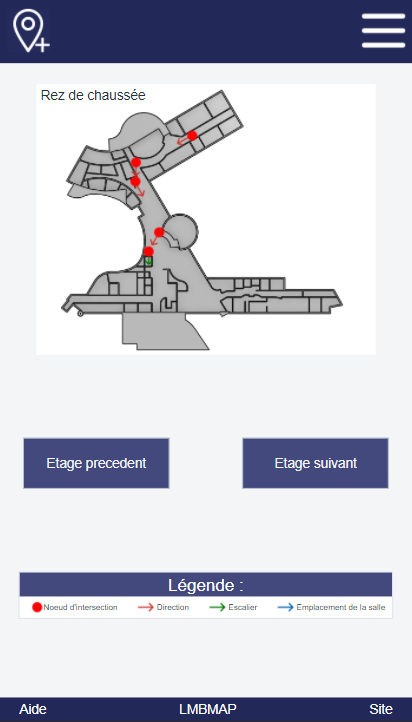 Rez de chaussée
Etage precedent
Etage suivant
Légende :
Noeud d'intersection
Direction
Escalier
Emplacement de la salle
Aide
LMBMAP
Site